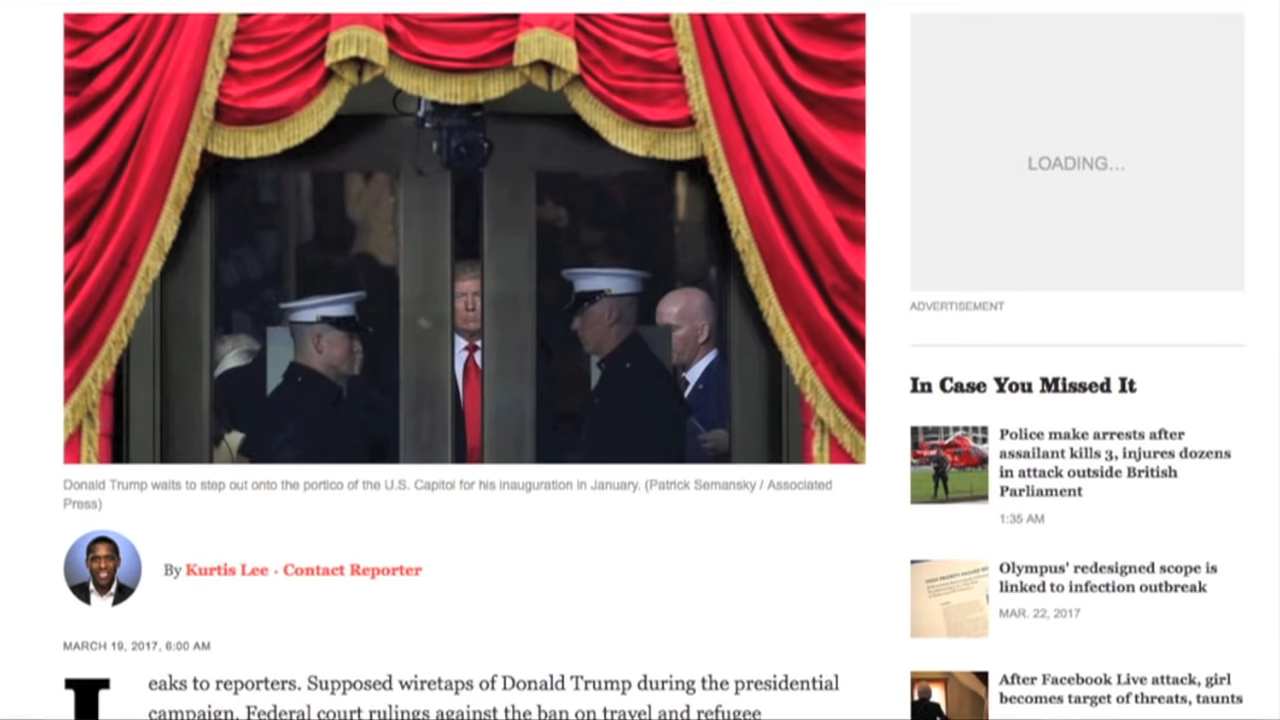 Donald Trump waits to step out onto the portico of the U.S. Capitol for his inauguration in January. (Patrick Semansky / Associated
Press)
By Kurtis Lee · Contact Reporter
MARCH 19, 2017, 6:00 AM
Leaks to reporters. Supposed wiretaps of Donald Trump during the presidential
campaign. Federal court rulings against the ban on travel and refugee
LOADING...
ADVERTISEMENT
In Case You Missed It
Police make arrests after
assailant kills 3, injures dozens
in attack outside British
Parliament
1:35 AM
Olympus' redesigned scope is
linked to infection outbreak
MAR. 22, 2017
After Facebook Live attack, girl
becomes target of threats, taunts